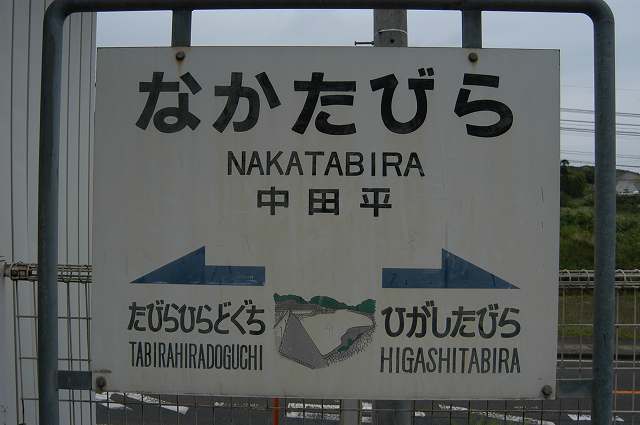 なかたびら
NAKATABIRA
中田平
たびらひらどぐち
TABIRAHIRADOGUCHI
ひがしたびら
HIGASHITABIRA